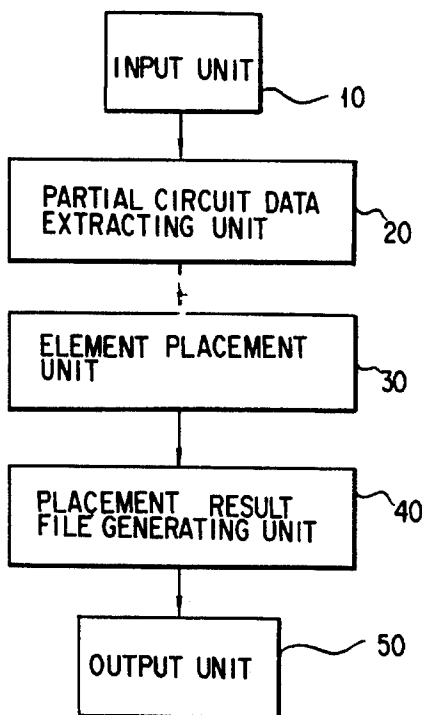 INPUT UNIT
10
PARTIAL CIRCUIT DATA
EXTRACTING UNIT
20
ELEMENT PLACEMENT
UNIT
30
PLACEMENT RESULT
FILE GENERATING UNIT
40
OUTPUT UNIT
50